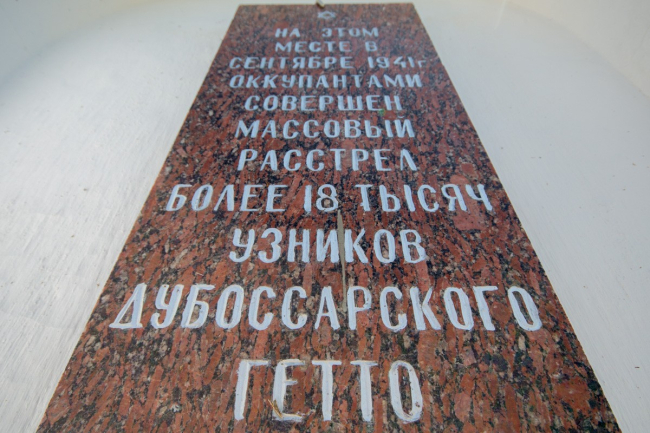 НА ЭТОМ
МЕСТЕ В
СЕНТЯБРЕ 1941г
ОККУПАНТАМИ
СОВЕРШЕН
МАССОВЫЙ
РАССТРЕЛ
БОЛЕЕ 18 ТЫСЯЧ
УЗНИКОВ
ДУБОССАРСКОГО
ГЕТТО